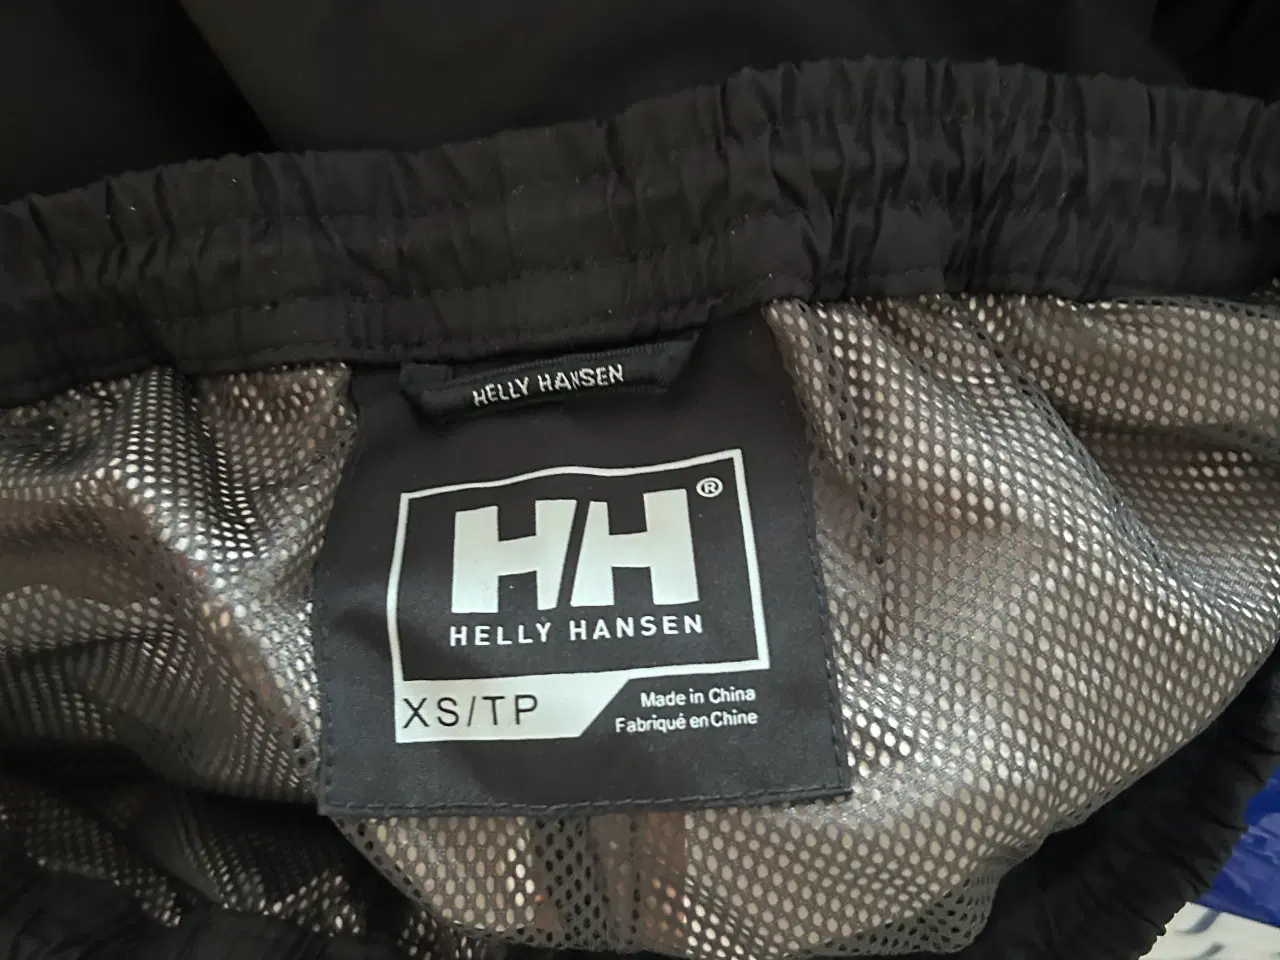 HELLY HANSEN
HH®
HELLY HANSEN
XS/TP
Made in China
Fabriqué en Chine